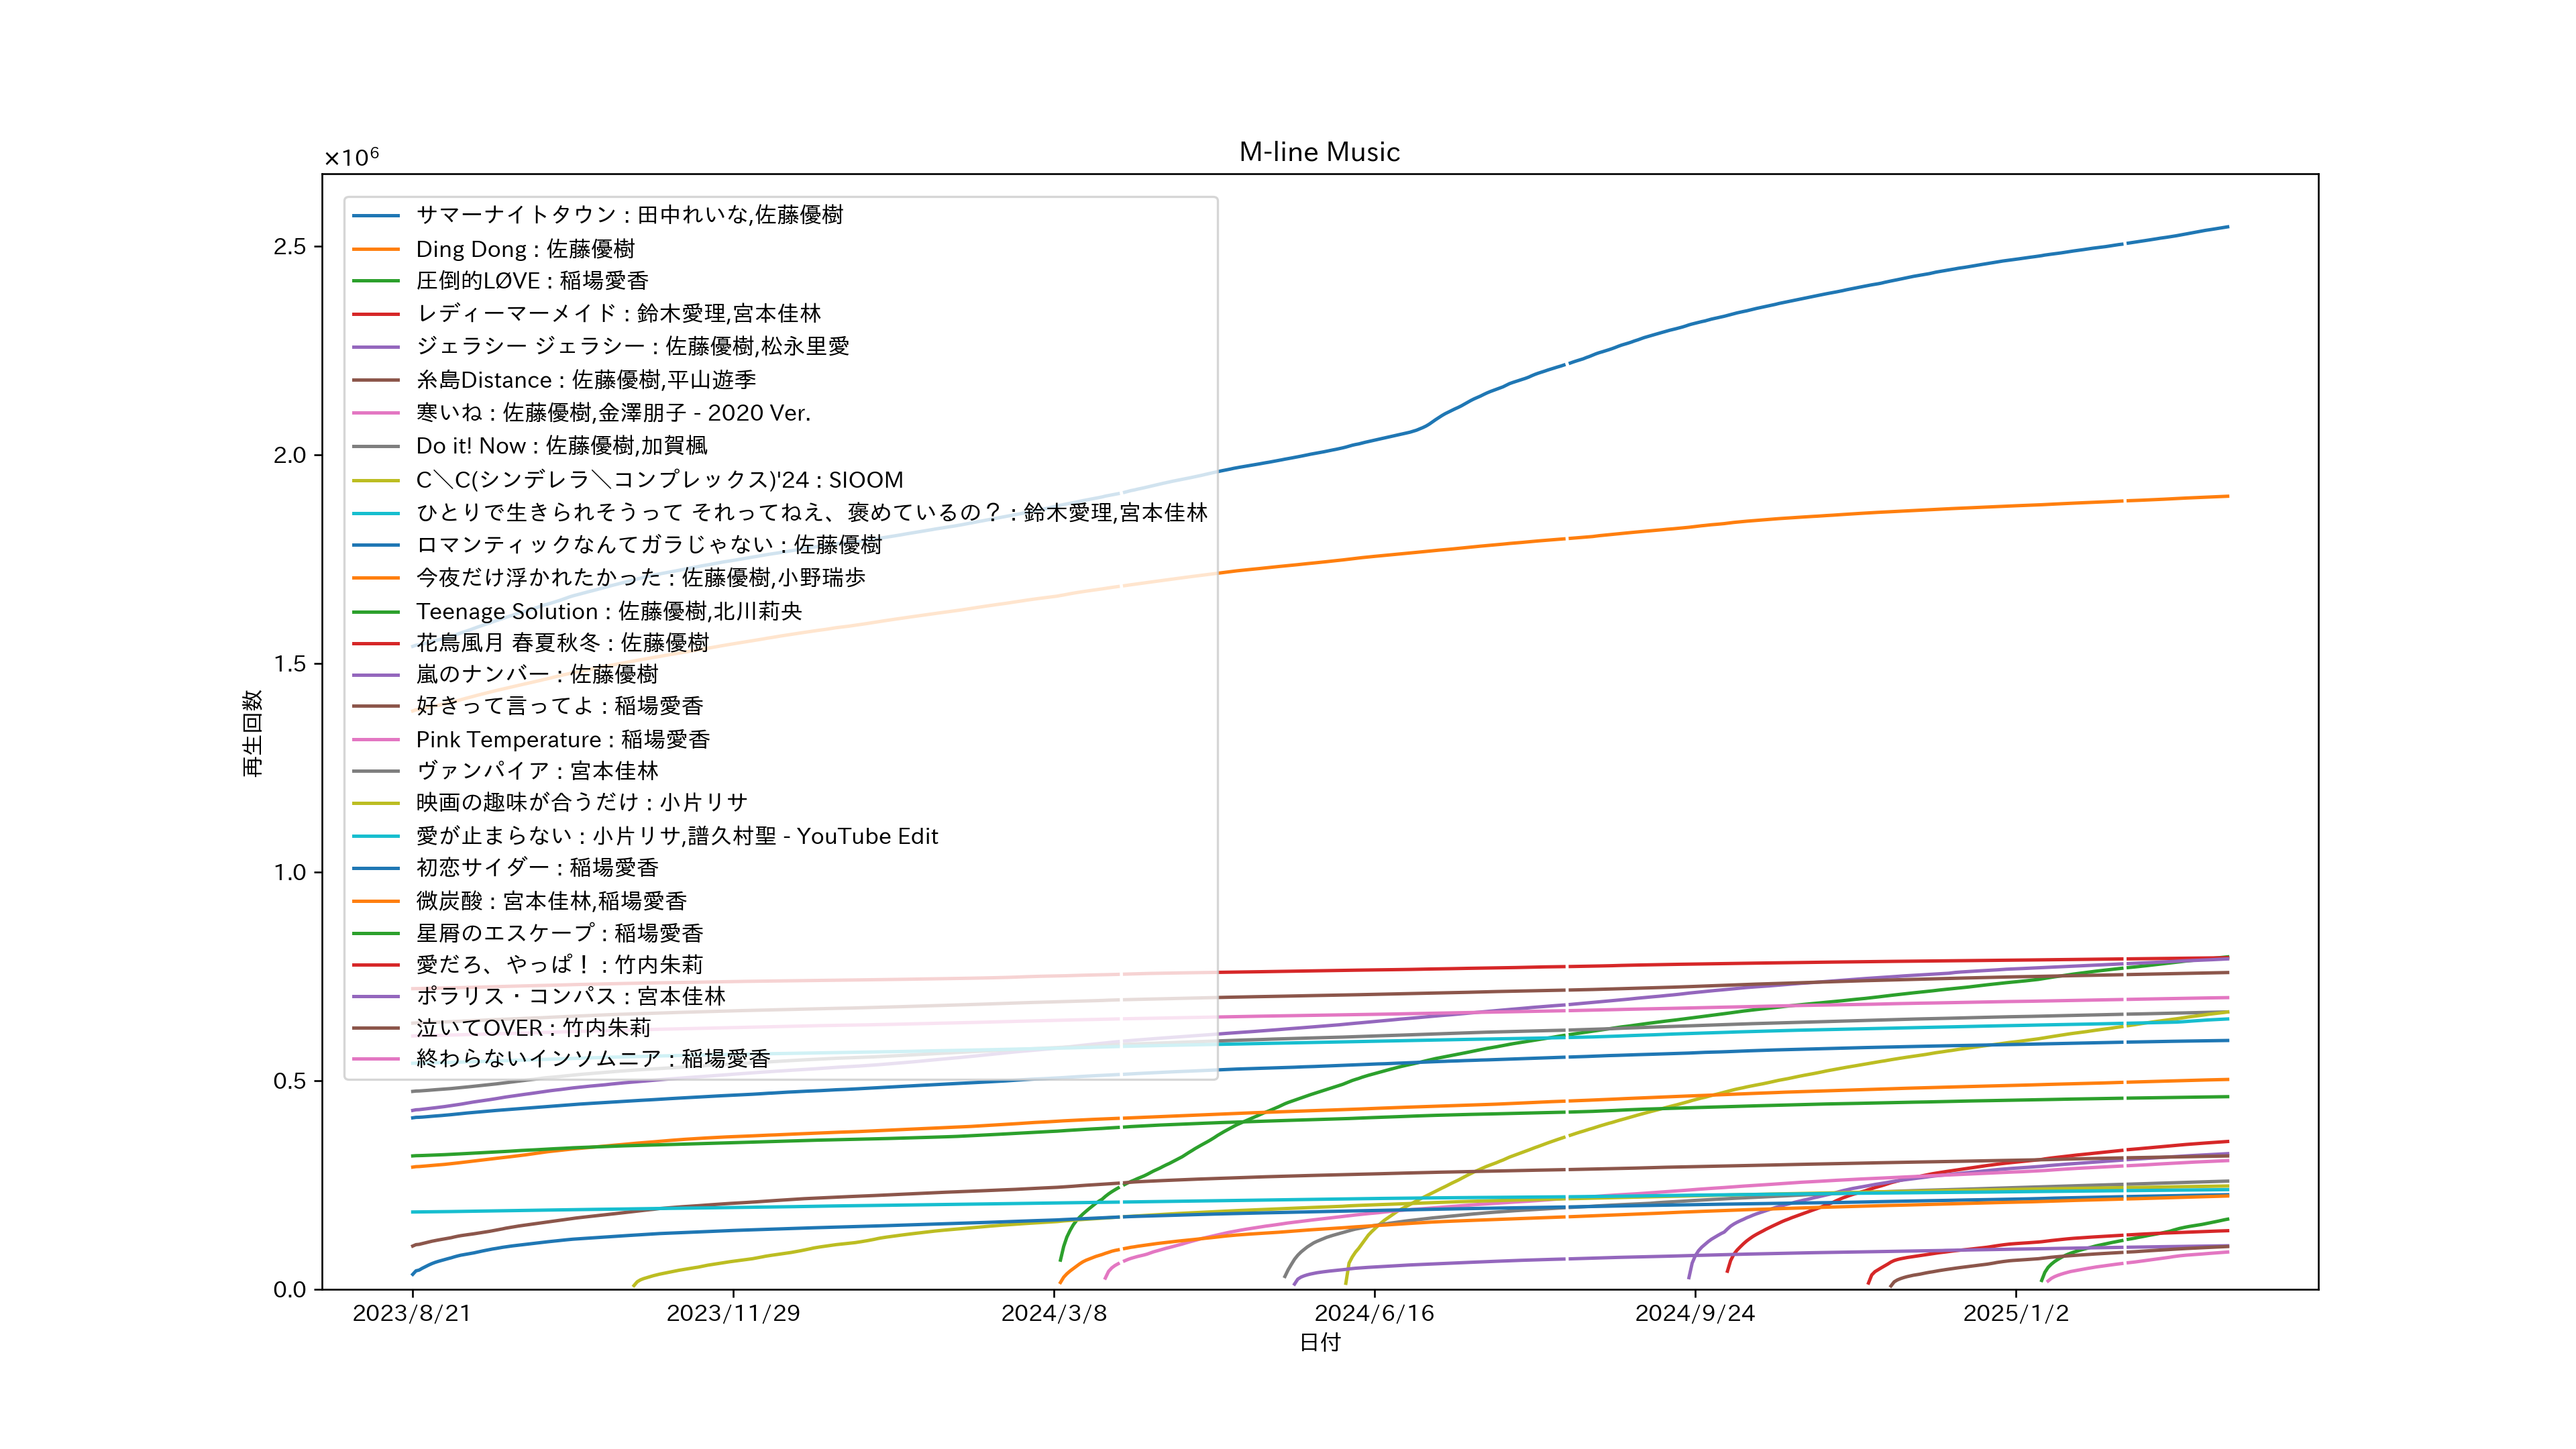 M-line Music
×10⁶
2.5
2.0
1.5
1.0
0.5
0.0
再生回数
サマーナイトタウン : 田中れいな,佐藤優樹
Ding Dong : 佐藤優樹
圧倒的LØVE : 稲場愛香
レディーマーメイド : 鈴木愛理,宮本佳林
ジェラシー ジェラシー : 佐藤優樹,松永里愛
糸島Distance : 佐藤優樹,平山遊季
寒いね : 佐藤優樹,金澤朋子 - 2020 Ver.
Do it! Now : 佐藤優樹,加賀楓
C＼C(シンデレラ＼コンプレックス)'24 : SIOOM
ひとりで生きられそうって それってねえ、褒めているの？ : 鈴木愛理,宮本佳林
ロマンティックなんてガラじゃない : 佐藤優樹
今夜だけ浮かれたかった : 佐藤優樹,小野瑞歩
Teenage Solution : 佐藤優樹,北川莉央
花鳥風月 春夏秋冬 : 佐藤優樹
嵐のナンバー : 佐藤優樹
好きって言ってよ : 稲場愛香
Pink Temperature : 稲場愛香
ヴァンパイア : 宮本佳林
映画の趣味が合うだけ : 小片リサ
愛が止まらない : 小片リサ,譜久村聖 - YouTube Edit
初恋サイダー : 稲場愛香
微炭酸 : 宮本佳林,稲場愛香
星屑のエスケープ : 稲場愛香
愛だろ、やっぱ！ : 竹内朱莉
ポラリス・コンパス : 宮本佳林
泣いてOVER : 竹内朱莉
終わらないインソムニア : 稲場愛香
2023/8/21
2023/11/29
2024/3/8
2024/6/16
2024/9/24
2025/1/2
日付